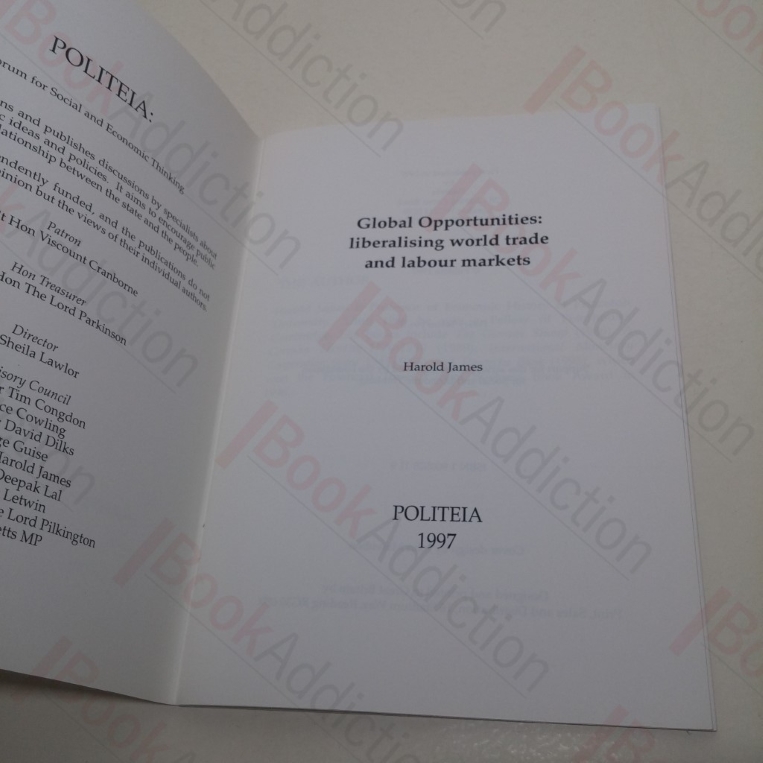 POLITEIA:
orum for Social and Economic Thinking
ns and publishes discussions by specialists about
c ideas and policies. It aims to encourage public
lationship between the state and the people.
ndently funded, and the publications do not
inion but the views of their individual authors.
Patron
t Hon Viscount Cranborne
Hon Treasurer
Hon The Lord Parkinson
Director
Sheila Lawlor
isory Council
r Tim Congdon
ce Cowling
David Dilks
ge Guise
Harold James
Deepak Lal
Letwin
e Lord Pilkington
etts MP
Global Opportunities:
liberalising world trade
and labour markets
Harold James
POLITEIA
1997
BookAddiction